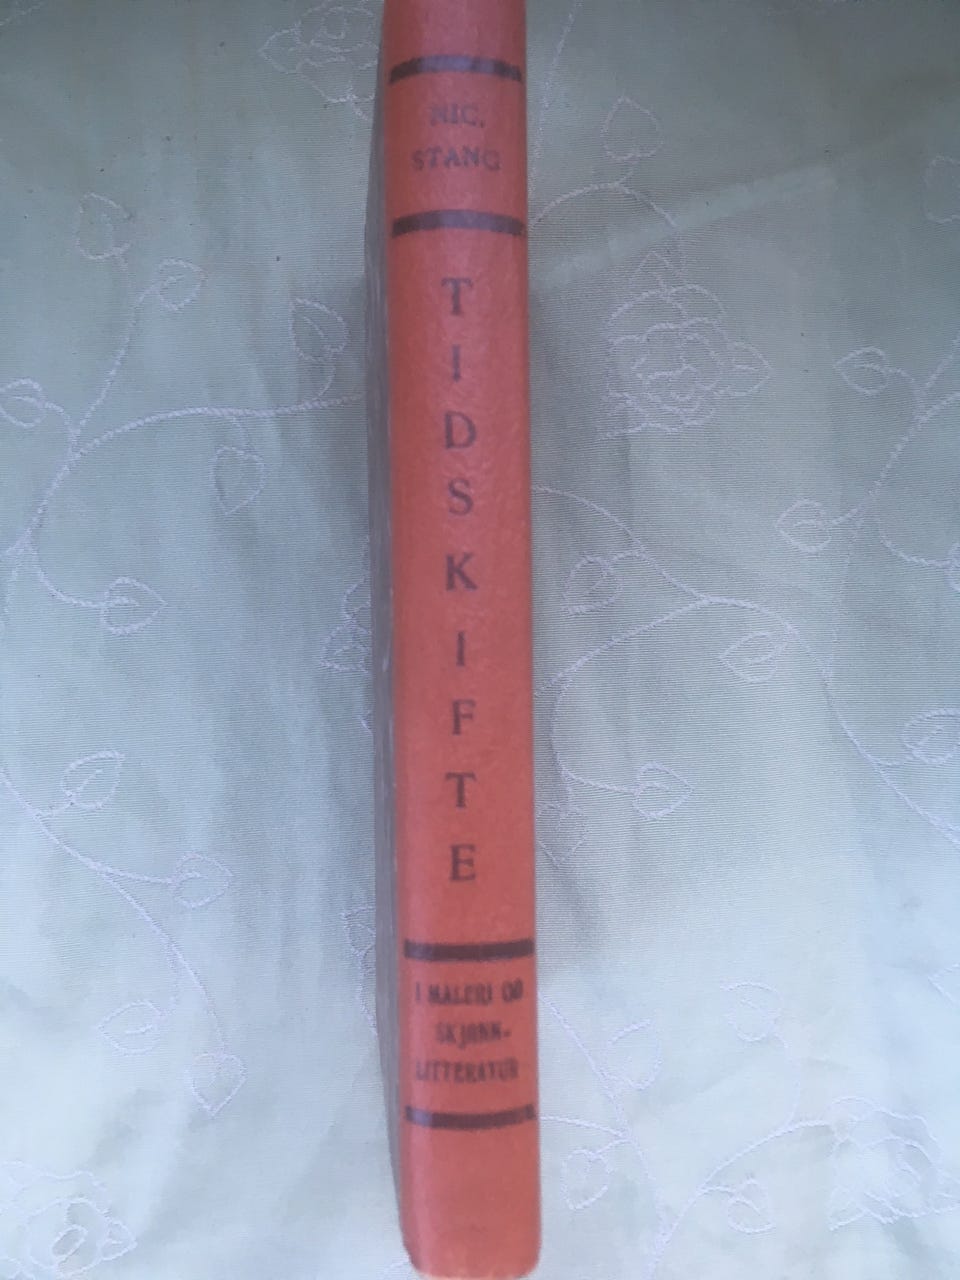 NIC.
STANG
TIDSKIFTE
I MALERI OG
SKJØNN-
LITTERATUR